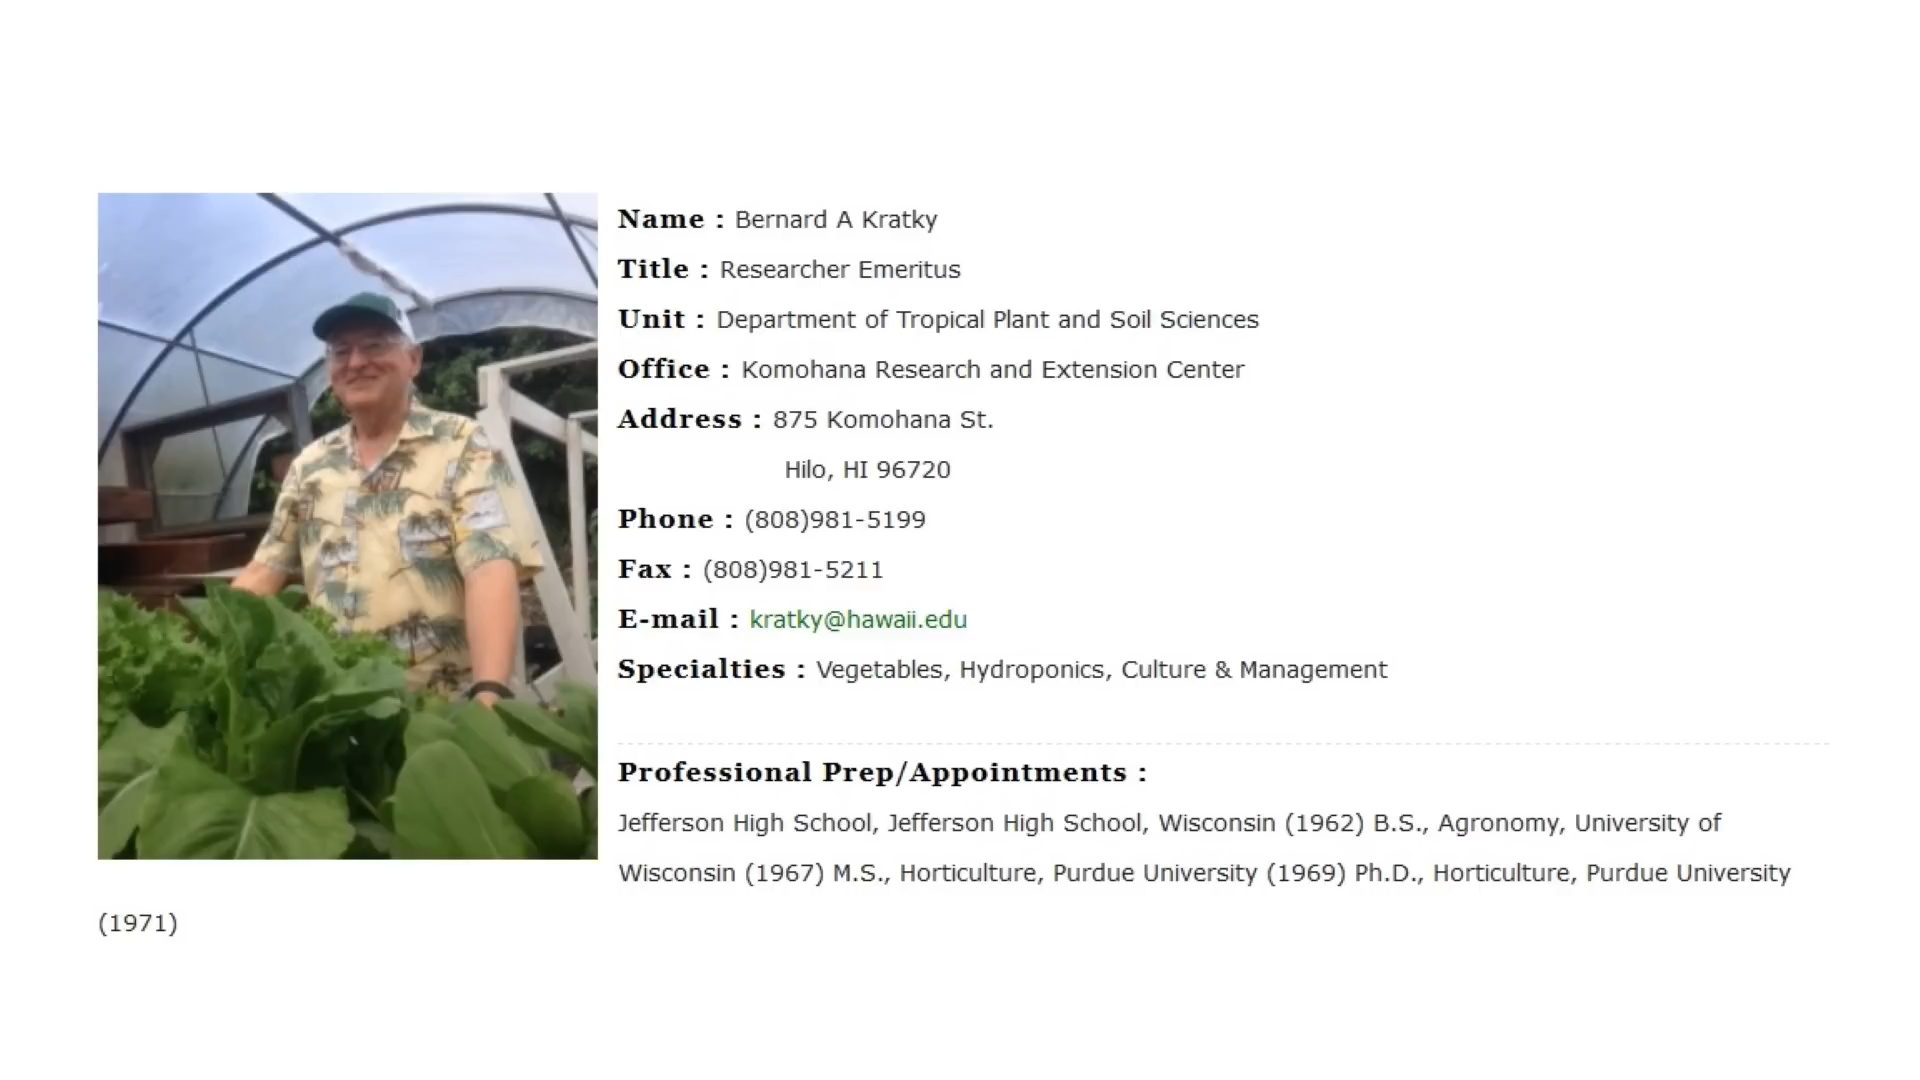 Name : Bernard A Kratky
Title : Researcher Emeritus
Unit : Department of Tropical Plant and Soil Sciences
Office : Komohana Research and Extension Center
Address : 875 Komohana St.
Hilo, HI 96720
Phone : (808)981-5199
Fax : (808)981-5211
E-mail : kratky@hawaii.edu
Specialties : Vegetables, Hydroponics, Culture & Management
Professional Prep/Appointments :
Jefferson High School, Jefferson High School, Wisconsin (1962) B.S., Agronomy, University of
Wisconsin (1967) M.S., Horticulture, Purdue University (1969) Ph.D., Horticulture, Purdue University
(1971)